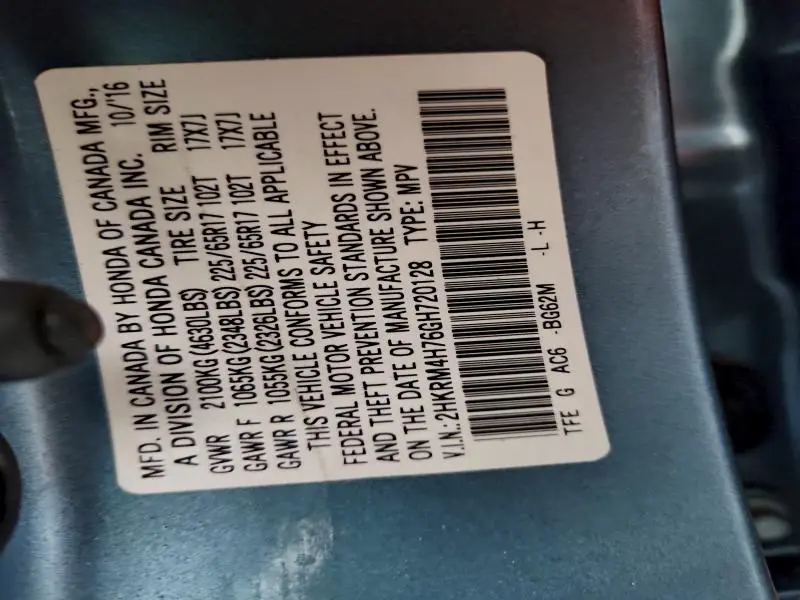 MFD. IN CANADA BY HONDA OF CANADA MFG.,
A DIVISION OF HONDA CANADA INC. 10/'16
TIRE SIZE RIM SIZE
GVWR 2100KG (4630LBS)
GAWR F 1065KG (2348LBS) 225/65R17 102T 17X7J
GAWR R 1055KG (2326LBS) 225/65R17 102T 17X7J
THIS VEHICLE CONFORMS TO ALL APPLICABLE
FEDERAL MOTOR VEHICLE SAFETY
AND THEFT PREVENTION STANDARDS IN EFFECT
ON THE DATE OF MANUFACTURE SHOWN ABOVE.
V.I.N.: 2HKRM4H76GH720128 TYPE: MPV
TFE G AC6 -BG62M -L -H